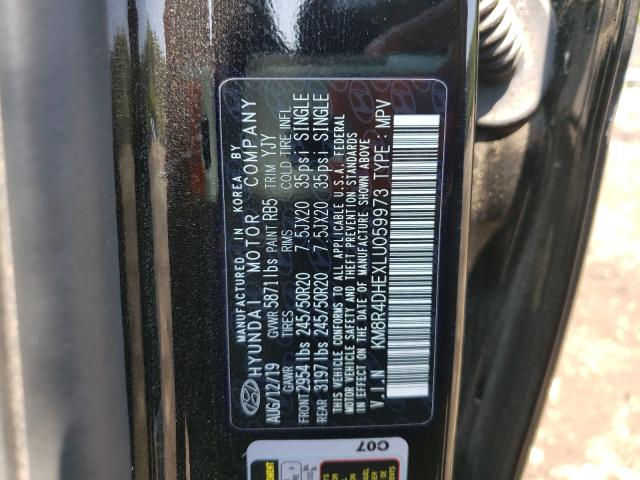 MANUFACTURED IN KOREA BY
HYUNDAI MOTOR COMPANY
AUG/12/19 GVWR 5871lbs PAINT RB5 TRIM YJY
GAWR TIRES RIMS COLD TIRE INFL
FRONT 2954 lbs 245/50R20 7.5JX20 35psi SINGLE
REAR 3197 lbs 245/50R20 7.5JX20 35psi SINGLE
THIS VEHICLE CONFORMS TO ALL APPLICABLE U.S.A. FEDERAL
MOTOR VEHICLE SAFETY AND THEFT PREVENTION STANDARDS
IN EFFECT ON THE DATE OF MANUFACTURE SHOWN ABOVE
V.I.N KM8R4DHEXLU059973 TYPE : MPV
C07